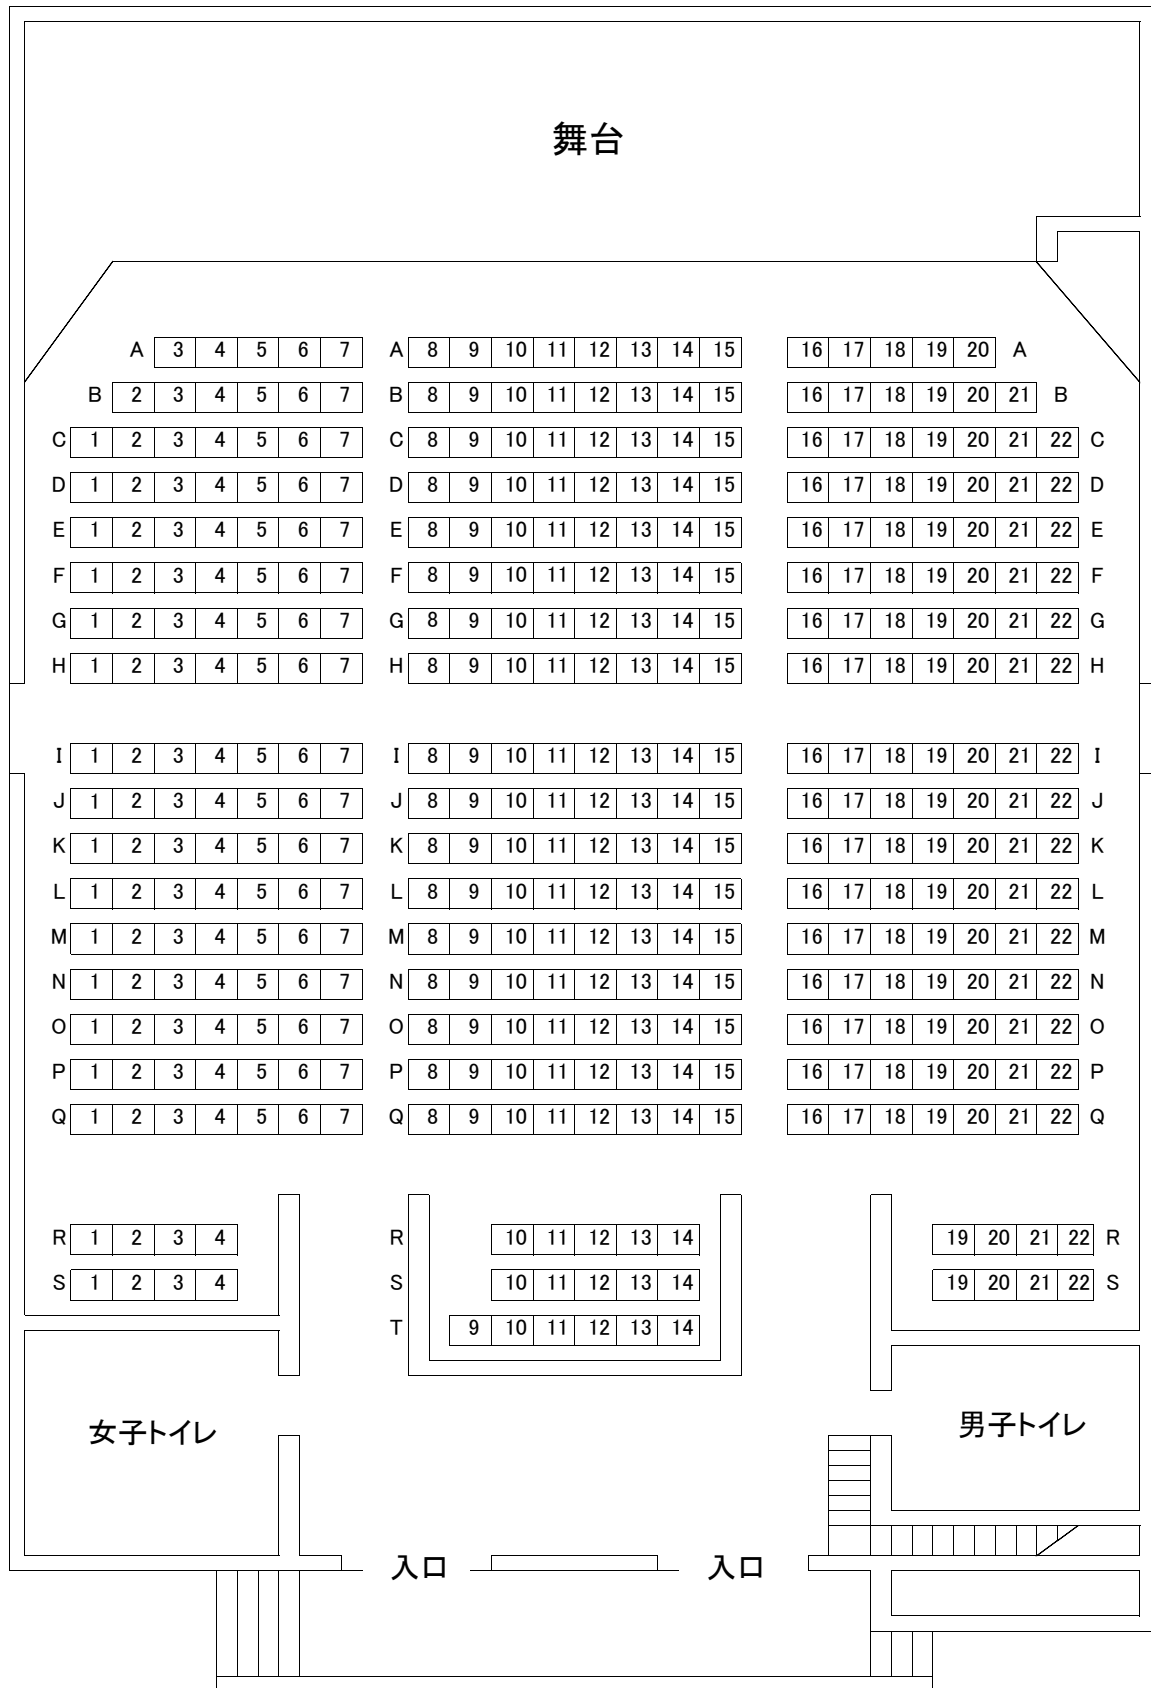 舞台
A 3 4 5 6 7 A 8 9 10 11 12 13 14 15 16 17 18 19 20 A
B 2 3 4 5 6 7 B 8 9 10 11 12 13 14 15 16 17 18 19 20 21 B
C 1 2 3 4 5 6 7 C 8 9 10 11 12 13 14 15 16 17 18 19 20 21 22 C
D 1 2 3 4 5 6 7 D 8 9 10 11 12 13 14 15 16 17 18 19 20 21 22 D
E 1 2 3 4 5 6 7 E 8 9 10 11 12 13 14 15 16 17 18 19 20 21 22 E
F 1 2 3 4 5 6 7 F 8 9 10 11 12 13 14 15 16 17 18 19 20 21 22 F
G 1 2 3 4 5 6 7 G 8 9 10 11 12 13 14 15 16 17 18 19 20 21 22 G
H 1 2 3 4 5 6 7 H 8 9 10 11 12 13 14 15 16 17 18 19 20 21 22 H
I 1 2 3 4 5 6 7 I 8 9 10 11 12 13 14 15 16 17 18 19 20 21 22 I
J 1 2 3 4 5 6 7 J 8 9 10 11 12 13 14 15 16 17 18 19 20 21 22 J
K 1 2 3 4 5 6 7 K 8 9 10 11 12 13 14 15 16 17 18 19 20 21 22 K
L 1 2 3 4 5 6 7 L 8 9 10 11 12 13 14 15 16 17 18 19 20 21 22 L
M 1 2 3 4 5 6 7 M 8 9 10 11 12 13 14 15 16 17 18 19 20 21 22 M
N 1 2 3 4 5 6 7 N 8 9 10 11 12 13 14 15 16 17 18 19 20 21 22 N
O 1 2 3 4 5 6 7 O 8 9 10 11 12 13 14 15 16 17 18 19 20 21 22 O
P 1 2 3 4 5 6 7 P 8 9 10 11 12 13 14 15 16 17 18 19 20 21 22 P
Q 1 2 3 4 5 6 7 Q 8 9 10 11 12 13 14 15 16 17 18 19 20 21 22 Q
R 1 2 3 4 R 10 11 12 13 14 19 20 21 22 R
S 1 2 3 4 S 10 11 12 13 14 19 20 21 22 S
T 9 10 11 12 13 14
女子トイレ 男子トイレ
入口 入口